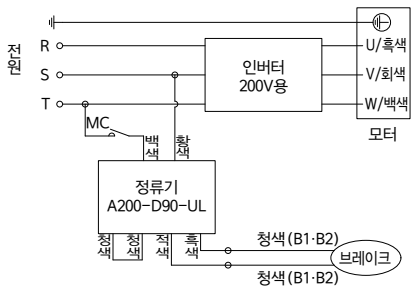 전원
R
S
T
인버터
200V용
U/흑색
V/회색
W/백색
모터
MC
백색
황색
정류기
A200-D90-UL
청색
청색
적색
흑색
청색(B1·B2)
브레이크
청색(B1·B2)